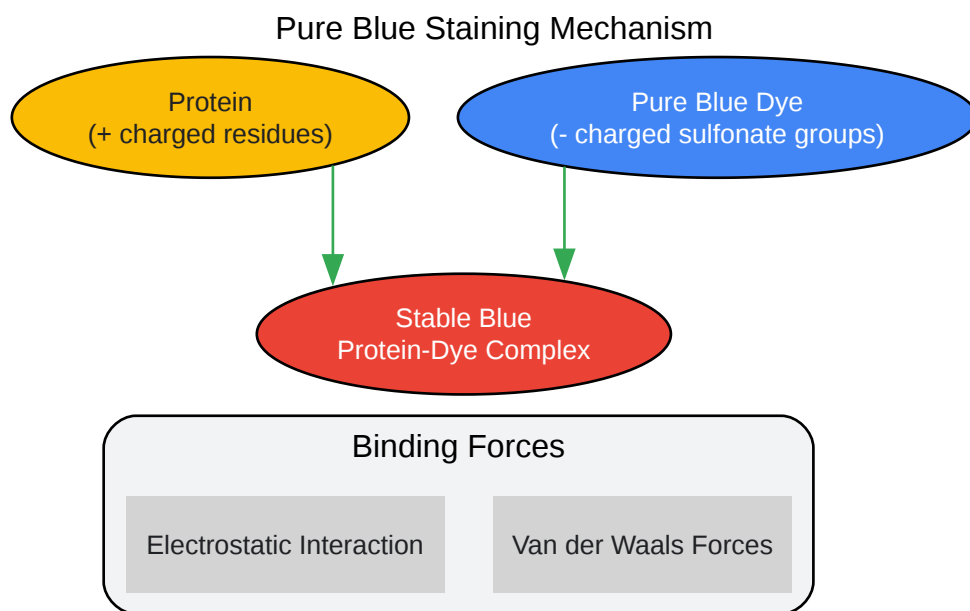 Pure Blue Staining Mechanism
Protein
(+ charged residues)
Pure Blue Dye
(- charged sulfonate groups)
Stable Blue
Protein-Dye Complex
Binding Forces
Electrostatic Interaction
Van der Waals Forces